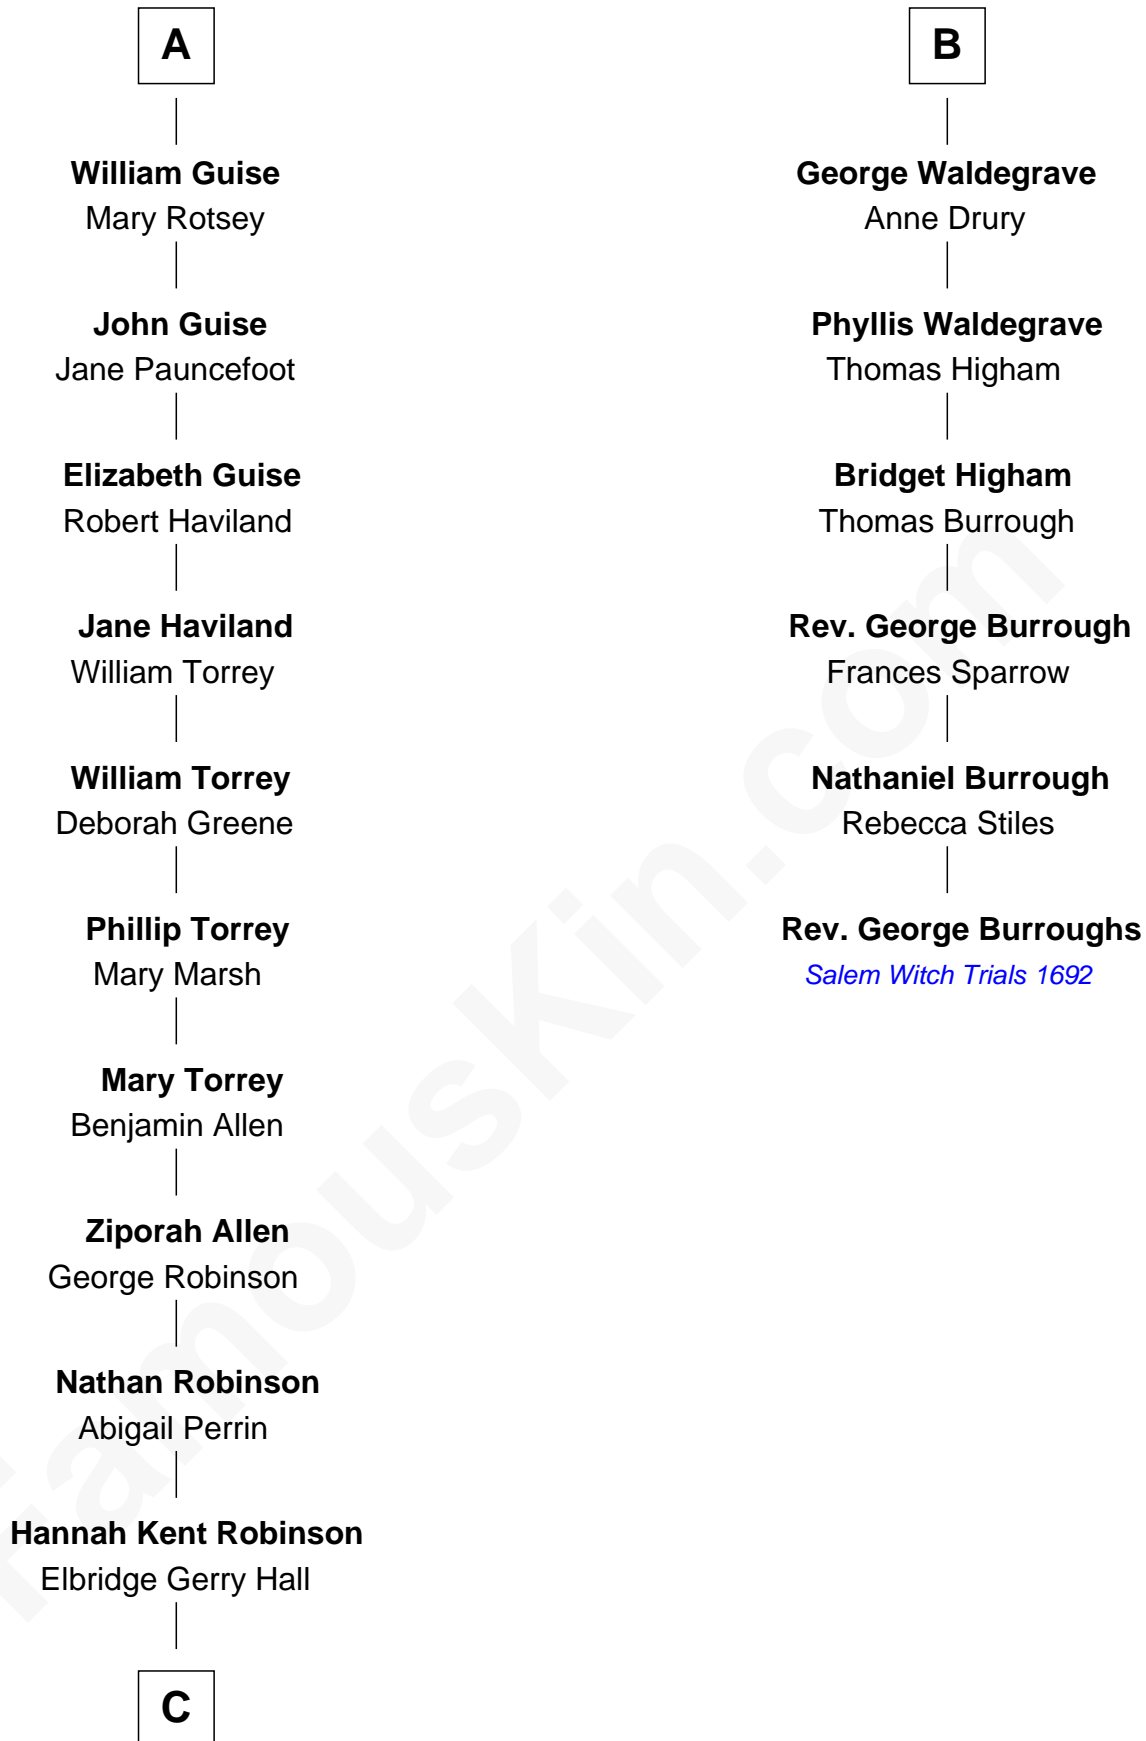 A
William Guise
Mary Rotsey
John Guise
Jane Pauncefoot
Elizabeth Guise
Robert Haviland
Jane Haviland
William Torrey
William Torrey
Deborah Greene
Phillip Torrey
Mary Marsh
Mary Torrey
Benjamin Allen
Ziporah Allen
George Robinson
Nathan Robinson
Abigail Perrin
Hannah Kent Robinson
Elbridge Gerry Hall
C
B
George Waldegrave
Anne Drury
Phyllis Waldegrave
Thomas Higham
Bridget Higham
Thomas Burrough
Rev. George Burrough
Frances Sparrow
Nathaniel Burrough
Rebecca Stiles
Rev. George Burroughs
Salem Witch Trials 1692
FamousKin.com